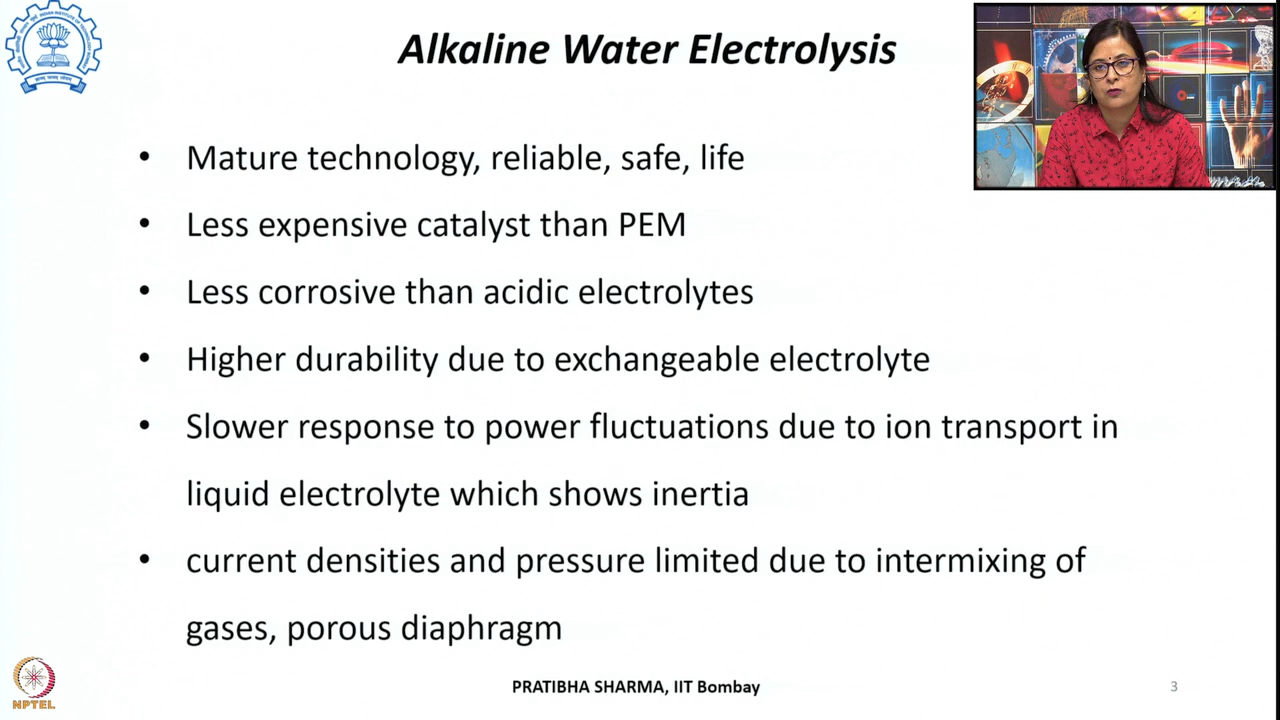 Alkaline Water Electrolysis
• Mature technology, reliable, safe, life
• Less expensive catalyst than PEM
• Less corrosive than acidic electrolytes
• Higher durability due to exchangeable electrolyte
• Slower response to power fluctuations due to ion transport in
liquid electrolyte which shows inertia
• current densities and pressure limited due to intermixing of
gases, porous diaphragm
NPTEL
PRATIBHA SHARMA, IIT Bombay
3